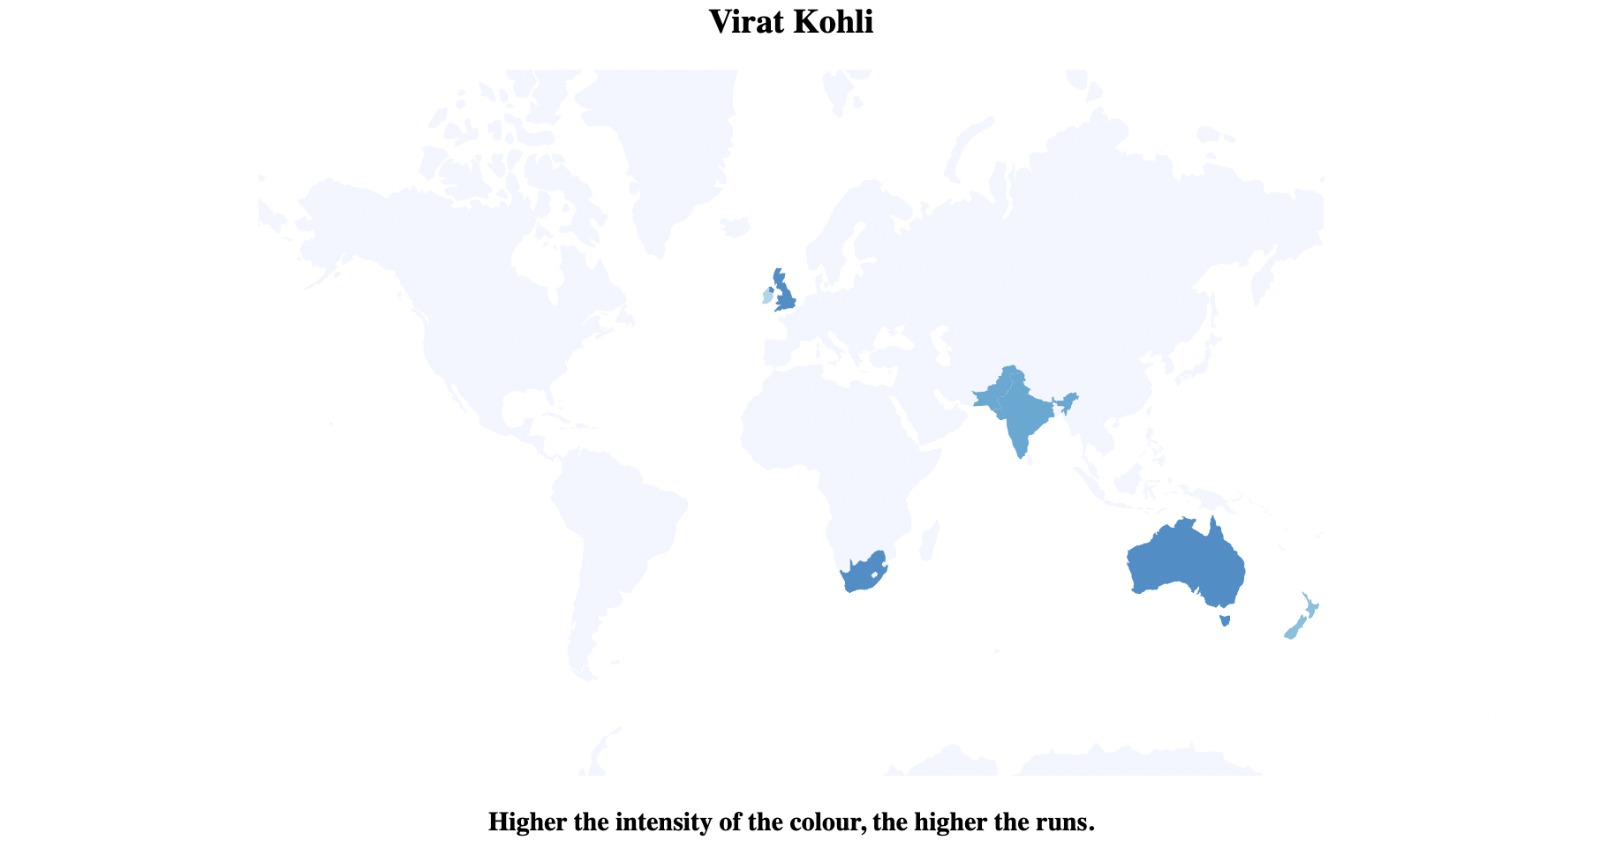 Virat Kohli
Higher the intensity of the colour, the higher the runs.